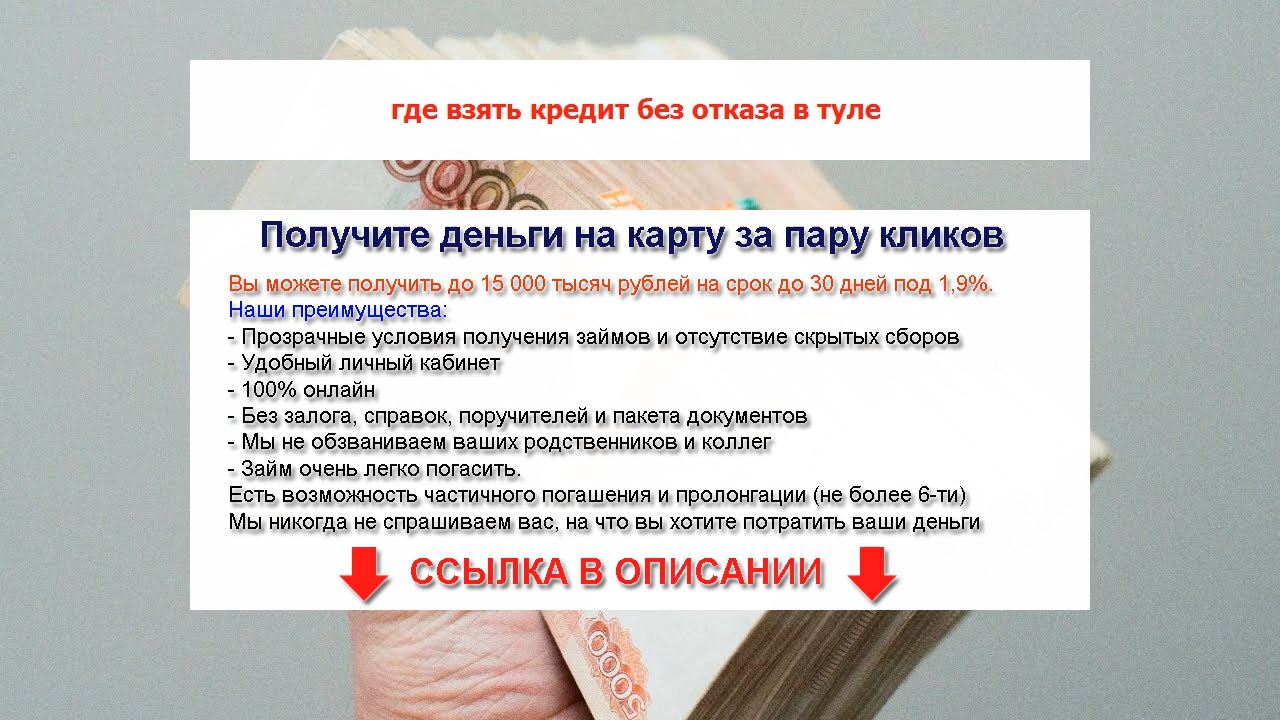 где взять кредит без отказа в туле
Получите деньги на карту за пару кликов
Вы можете получить до 15 000 тысяч рублей на срок до 30 дней под 1,9%.
Наши преимущества:
- Прозрачные условия получения займов и отсутствие скрытых сборов
- Удобный личный кабинет
- 100% онлайн
- Без залога, справок, поручителей и пакета документов
- Мы не обзваниваем ваших родственников и коллег
- Займ очень легко погасить.
Есть возможность частичного погашения и пролонгации (не более 6-ти)
Мы никогда не спрашиваем вас, на что вы хотите потратить ваши деньги
ССЫЛКА В ОПИСАНИИ
5000